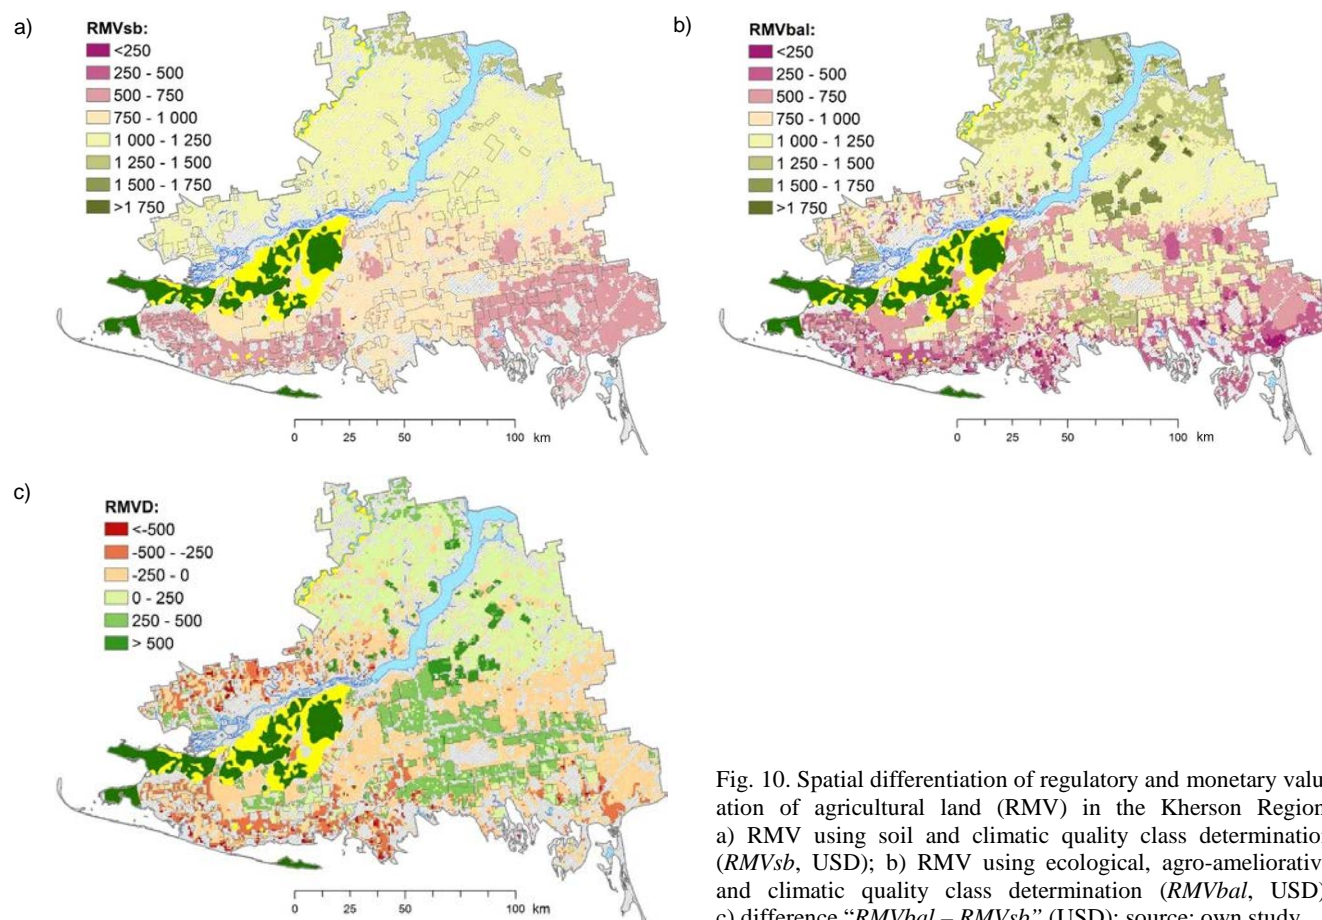 a)
RMVsb:
<250
250 - 500
500 - 750
750 - 1 000
1 000 - 1 250
1 250 - 1 500
1 500 - 1 750
>1 750
0 25 50 100 km
b)
RMVbal:
<250
250 - 500
500 - 750
750 - 1 000
1 000 - 1 250
1 250 - 1 500
1 500 - 1 750
>1 750
0 25 50 100 km
c)
RMVD:
<-500
-500 - -250
-250 - 0
0 - 250
250 - 500
> 500
0 25 50 100 km
Fig. 10. Spatial differentiation of regulatory and monetary valu
ation of agricultural land (RMV) in the Kherson Region
a) RMV using soil and climatic quality class determination
(RMVsb, USD); b) RMV using ecological, agro-ameliorativ
and climatic quality class determination (RMVbal, USD)
c) difference “RMVbal – RMVsb” (USD); source: own study